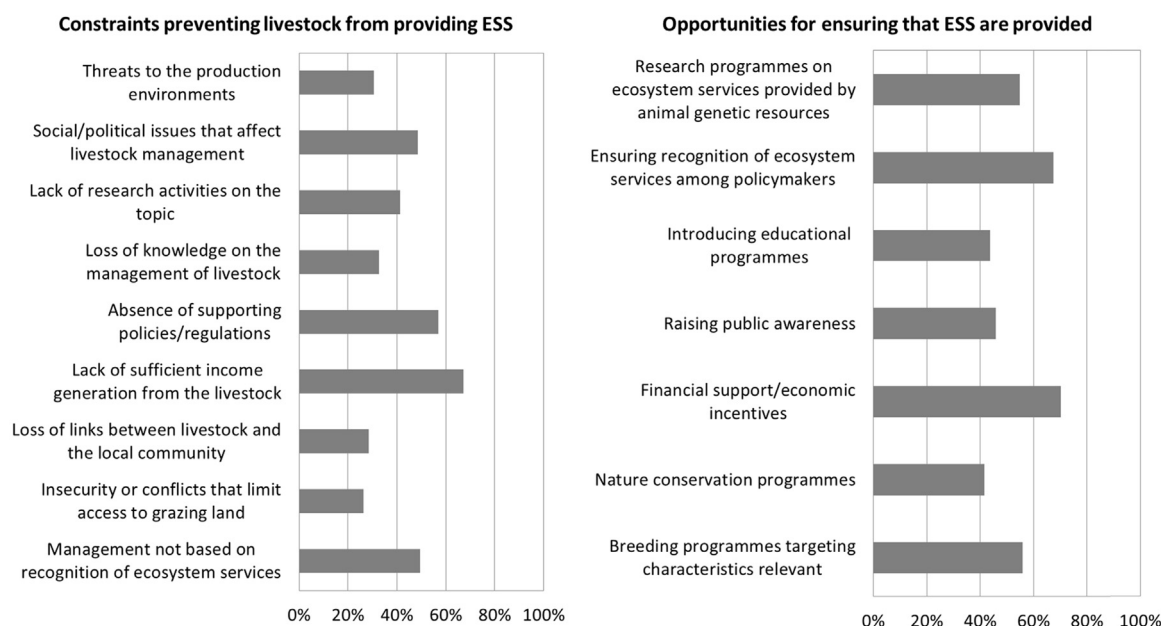 Constraints preventing livestock from providing ESS
Threats to the production
environments
Social/political issues that affect
livestock management
Lack of research activities on the
topic
Loss of knowledge on the
management of livestock
Absence of supporting
policies/regulations
Lack of sufficient income
generation from the livestock
Loss of links between livestock and
the local community
Insecurity or conflicts that limit
access to grazing land
Management not based on
recognition of ecosystem services
0% 20% 40% 60% 80% 100%
Opportunities for ensuring that ESS are provided
Research programmes on
ecosystem services provided by
animal genetic resources
Ensuring recognition of ecosystem
services among policymakers
Introducing educational
programmes
Raising public awareness
Financial support/economic
incentives
Nature conservation programmes
Breeding programmes targeting
characteristics relevant
0% 20% 40% 60% 80% 100%